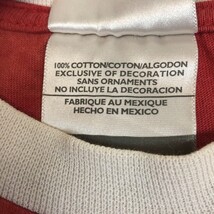 100% COTTON/COTON/ALGODON
EXCLUSIVE OF DECORATION
SANS ORNAMENTS
NO INCLUYE LA DECORACION
FABRIQUE AU MEXIQUE
HECHO EN MEXICO